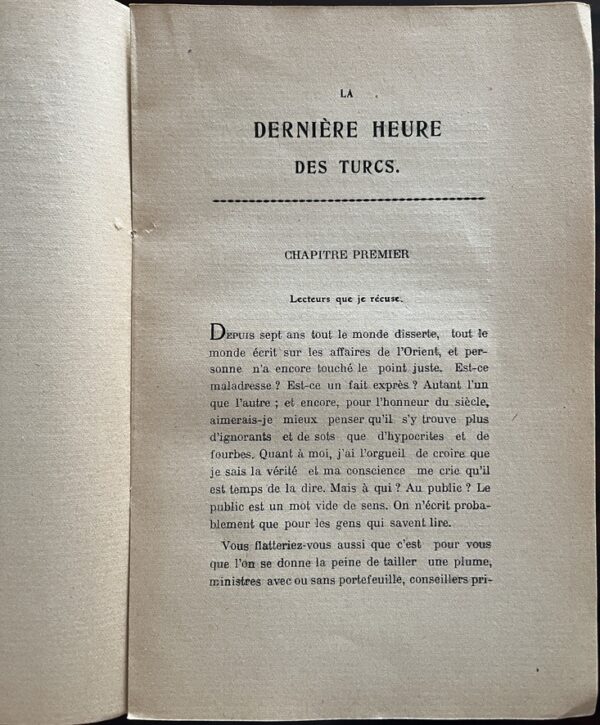 LA
DERNIÈRE HEURE
DES TURCS.
CHAPITRE PREMIER
Lecteurs que je récuse.
DEPUIS sept ans tout le monde disserte, tout le
monde écrit sur les affaires de l'Orient, et per-
sonne n'a encore touché le point juste. Est-ce
maladresse ? Est-ce un fait exprès ? Autant l'un
que l'autre ; et encore, pour l'honneur du siècle,
aimerais-je mieux penser qu'il s'y trouve plus
d'ignorants et de sots que d'hypocrites et de
fourbes. Quant à moi, j'ai l'orgueil de croire que
je sais la vérité et ma conscience me crie qu'il
est temps de la dire. Mais à qui ? Au public ? Le
public est un mot vide de sens. On n'écrit proba-
blement que pour les gens qui savent lire.
Vous flatteriez-vous aussi que c'est pour vous
que l'on se donne la peine de tailler une plume,
ministres avec ou sans portefeuille, conseillers pri-